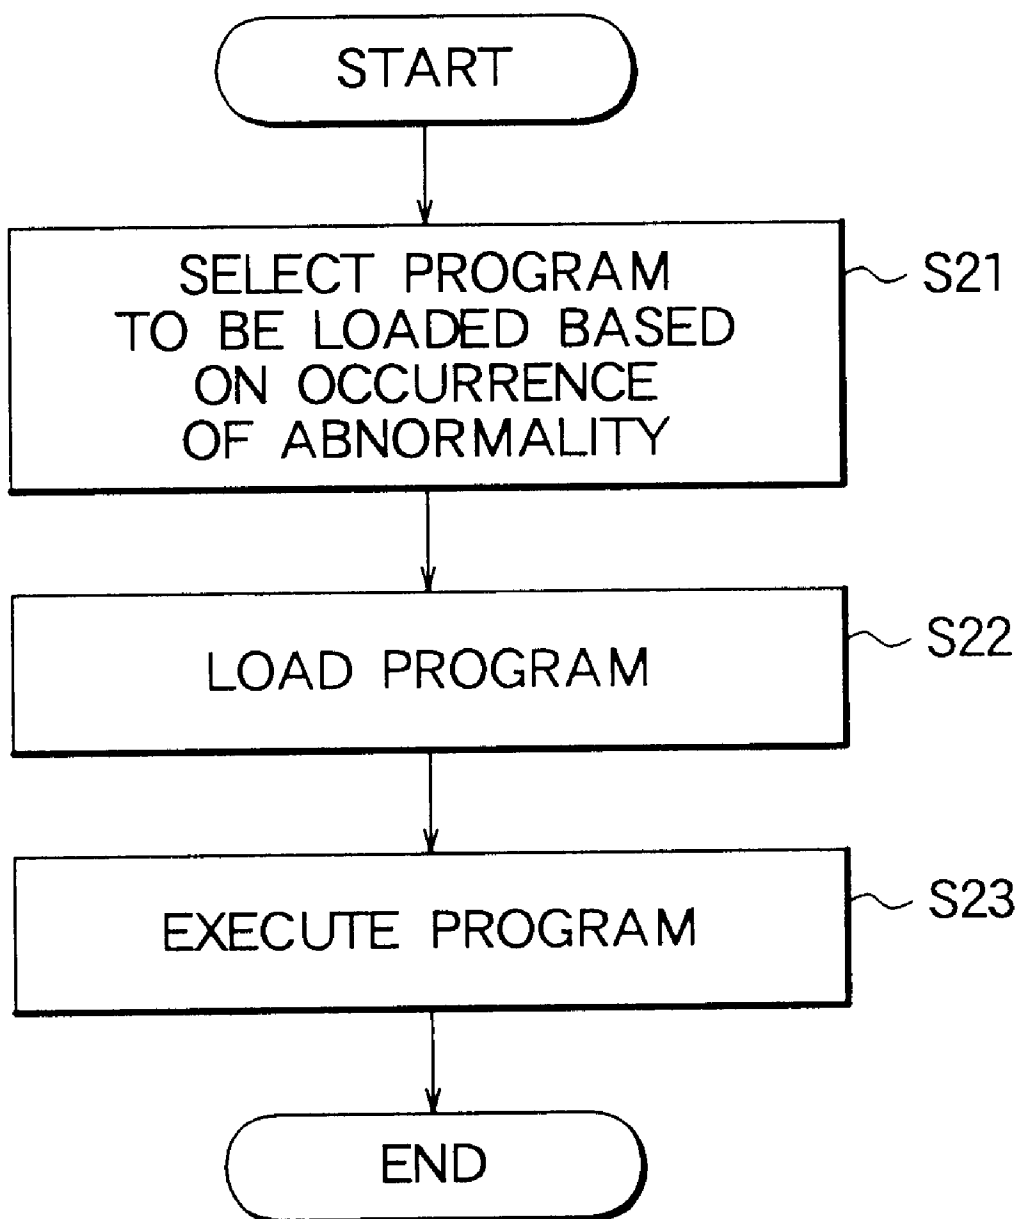 START
SELECT PROGRAM
TO BE LOADED BASED
ON OCCURRENCE
OF ABNORMALITY
S21
LOAD PROGRAM
S22
EXECUTE PROGRAM
S23
END